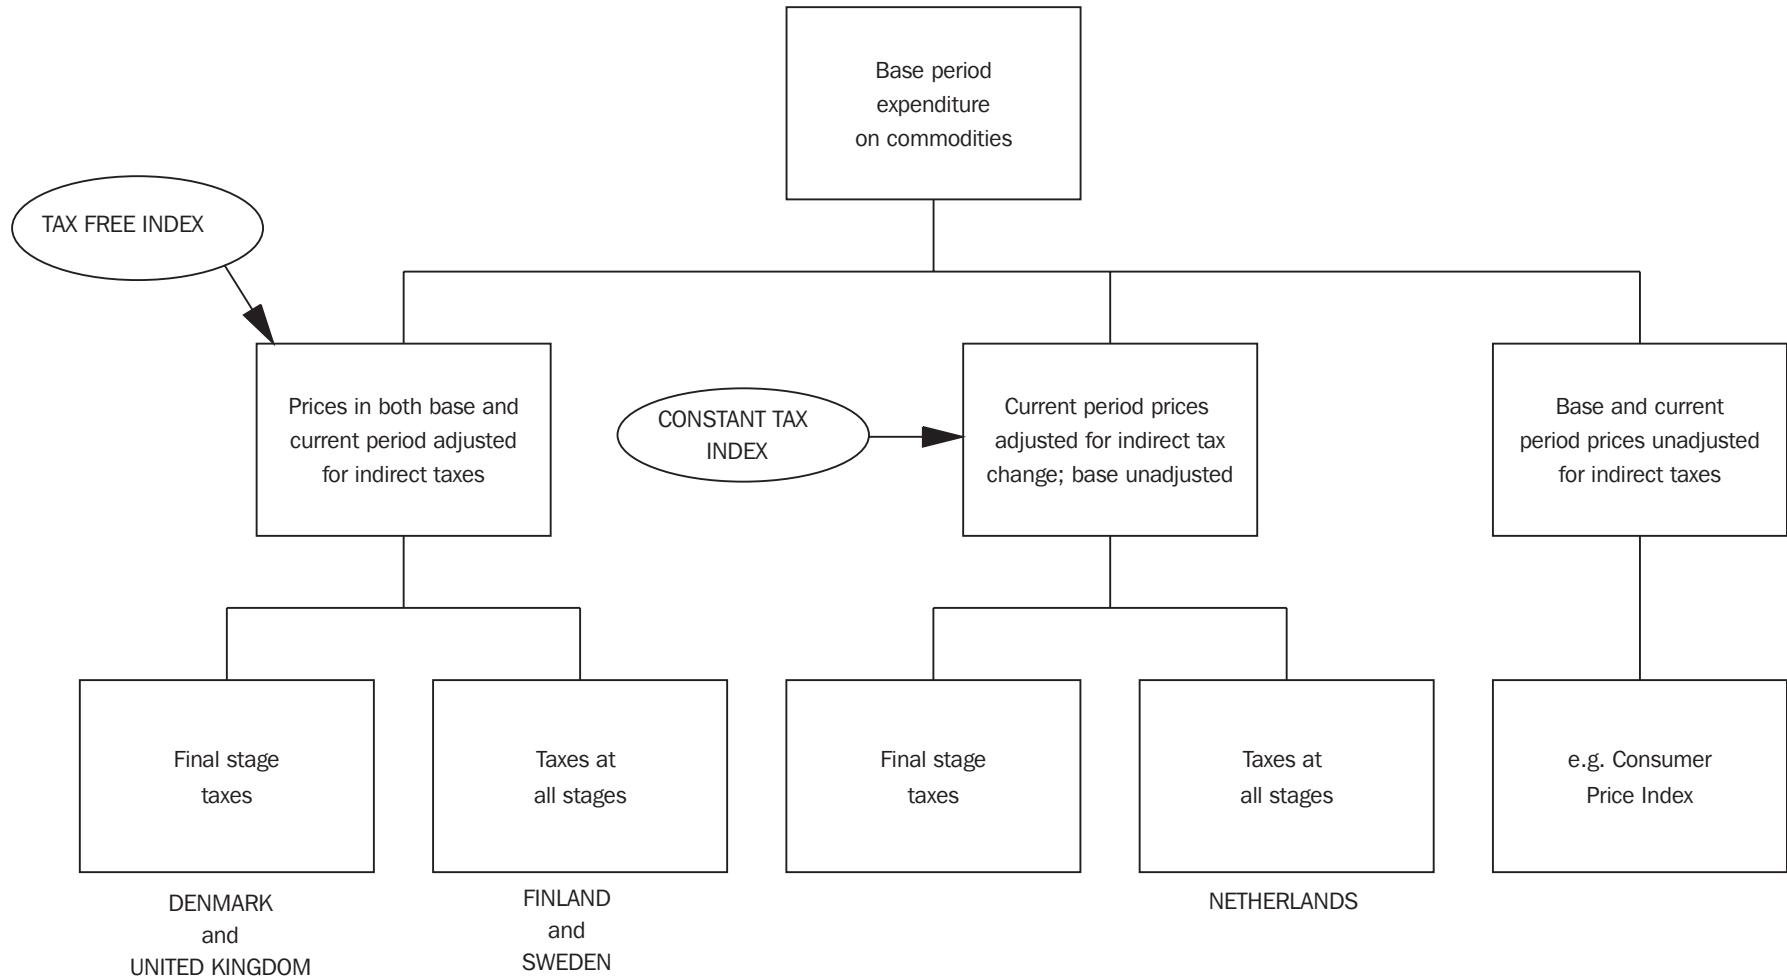 Base period
expenditure
on commodities
TAX FREE INDEX
Prices in both base and
current period adjusted
for indirect taxes
CONSTANT TAX
INDEX
Current period prices
adjusted for indirect tax
change; base unadjusted
Base and current
period prices unadjusted
for indirect taxes
Final stage
taxes
Taxes at
all stages
Final stage
taxes
Taxes at
all stages
e.g. Consumer
Price Index
DENMARK
and
UNITED KINGDOM
FINLAND
and
SWEDEN
NETHERLANDS